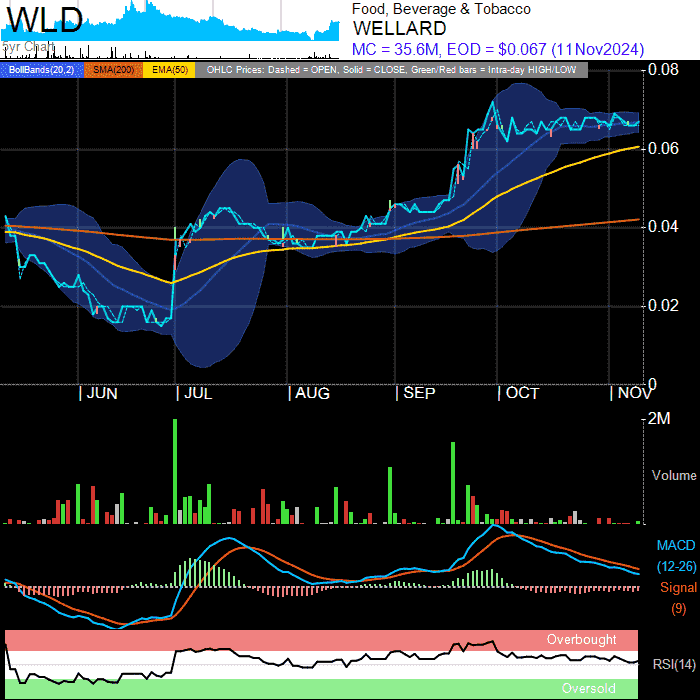 WLD
5yr Chart
Food, Beverage & Tobacco
WELLARD
MC = 35.6M, EOD = $0.067 (11Nov2024)
BollBands(20,2) SMA(200) EMA(50) OHLC Prices: Dashed = OPEN, Solid = CLOSE, Green/Red bars = Intra-day HIGH/LOW
0.08
0.06
0.04
0.02
0
JUN JUL AUG SEP OCT NOV
2M
Volume
MACD
(12-26)
Signal
(9)
Overbought
RSI(14)
Oversold